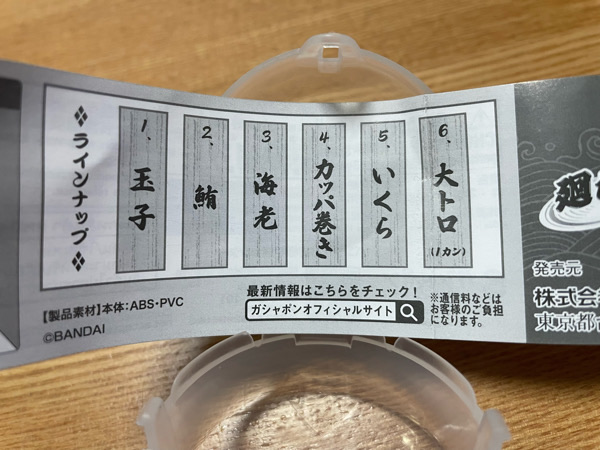 ラインナップ
1、玉子
2、鮪
3、海老
4、カッパ巻き
5、いくら
6、大トロ
(1カン)
【製品素材】本体:ABS・PVC
©BANDAI
最新情報はこちらをチェック!
ガシャポンオフィシャルサイト
※通信料などは
お客様のご負担
になります。
廻
発売元
株式会
東京都